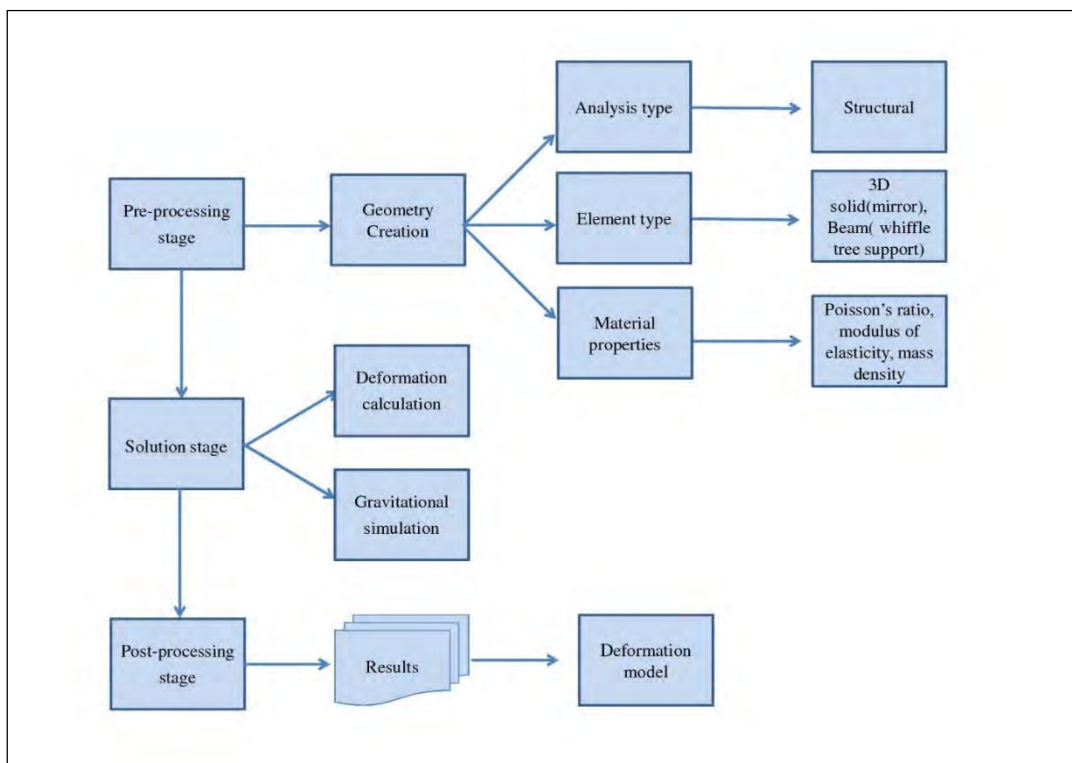 Analysis type
Structural
Pre-processing
stage
Geometry
Creation
Element type
3D
solid(mirror),
Beam( whiffle
tree support)
Material
properties
Poisson’s ratio,
modulus of
elasticity, mass
density
Solution stage
Deformation
calculation
Gravitational
simulation
Post-processing
stage
Results
Deformation
model